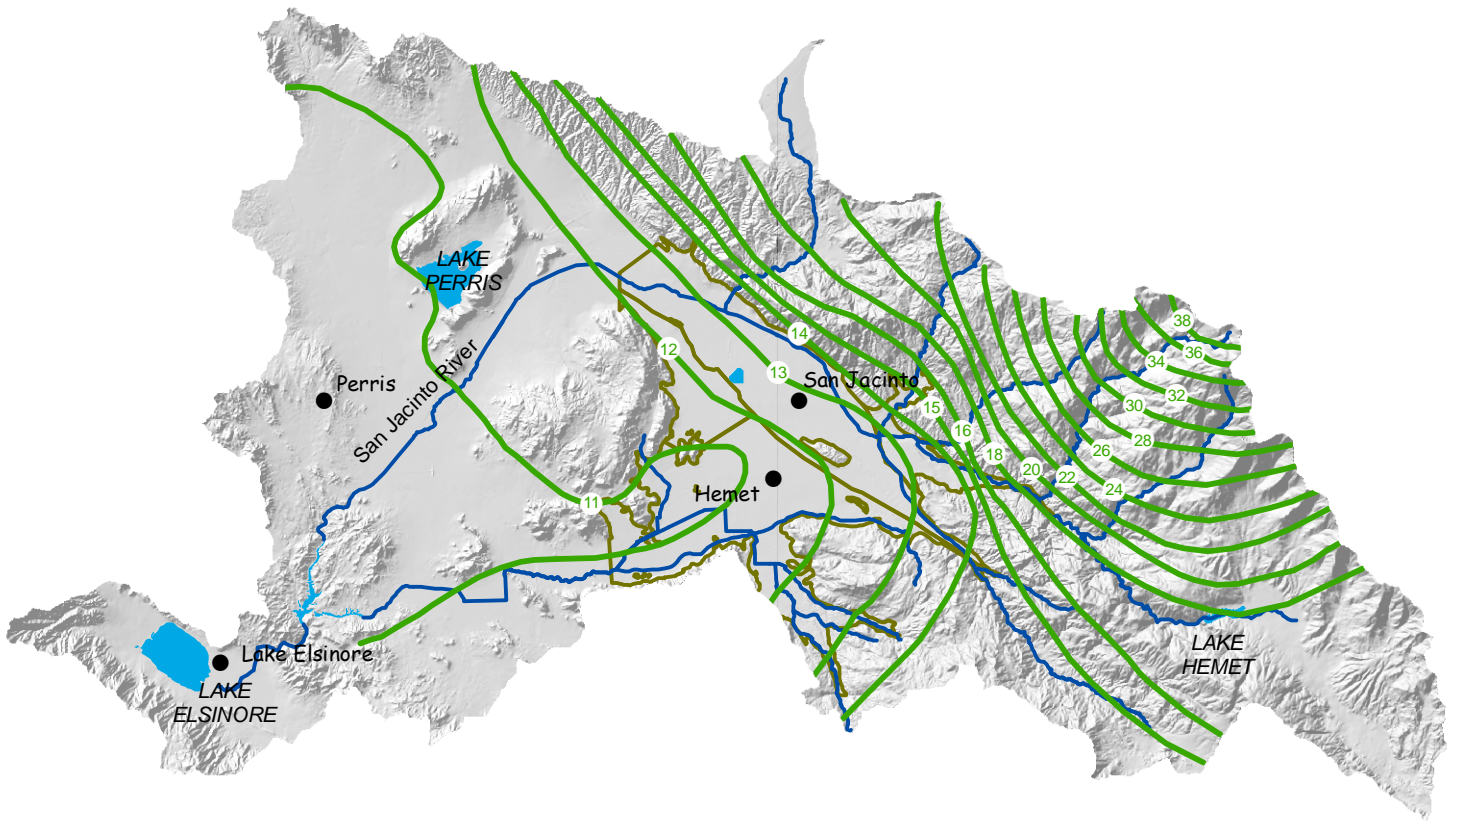 LAKE
PERRIS
38
14
12
36
34
13
San Jacinto
Perris
San Jacinto River
32
30
15
16
28
26
18
20
22
24
Hemet
11
LAKE
HEMET
Lake Elsinore
LAKE
ELSINORE